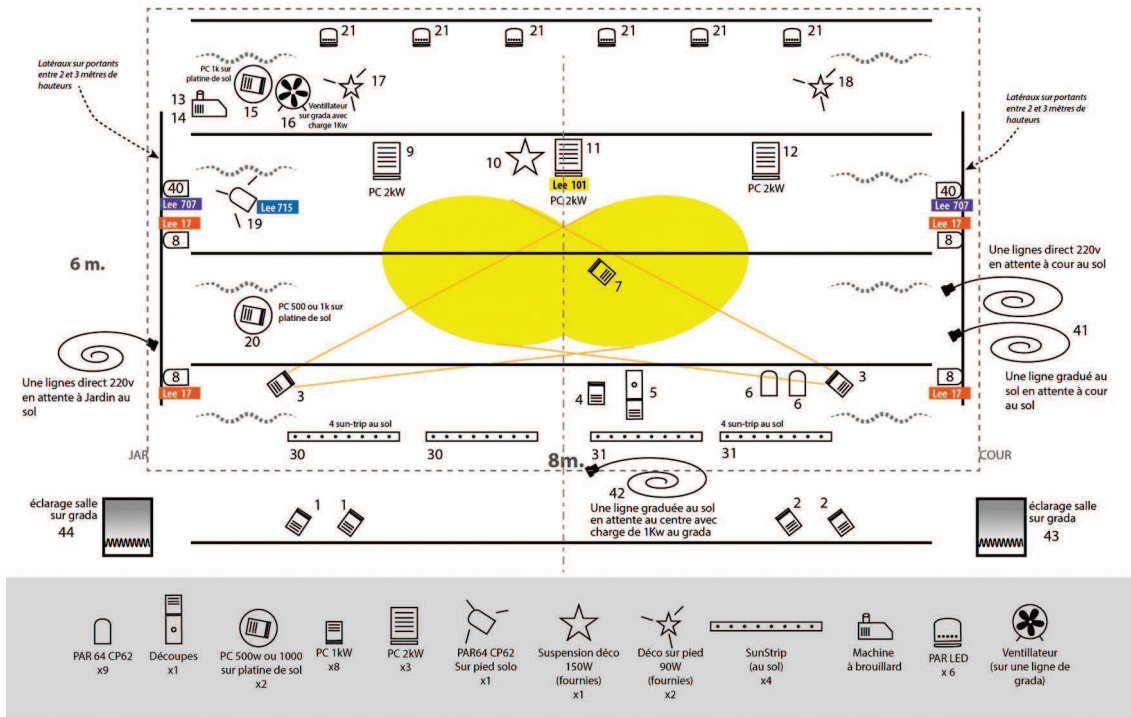 21 21 21 21 21 21
Latéraux sur portants
entre 2 et 3 mètres de
hauteurs
PC 1k sur
platine de sol
17
18
Latéraux sur portants
entre 2 et 3 mètres de
hauteurs
13
14
15
16
Ventillateur
sur grada avec
charge 1Kw
9
10
11
12
PC 2kW
Lee 101
PC 2kW
PC 2kW
40
Lee 707
Lee 17
8
Lee 715
19
40
Lee 707
Lee 17
8
6 m.
7
Une lignes direct 220v
en attente à cour au sol
PC 500 ou 1k sur
platine de sol
20
41
Une lignes direct 220v
en attente à Jardin au
sol
8
Lee 17
3
4
5
6
6
3
8
Lee 17
Une ligne gradué au
sol en attente à cour
au sol
4 sun-trip au sol
4 sun-trip au sol
30
30
31
31
JAR
8m.
COUR
42
Une ligne graduée au sol
en attente au centre avec
charge de 1Kw au grada
éclarage salle
sur grada
44
1
1
2
2
éclarage salle
sur grada
43
PAR 64 CP62
x9
Découpes
x1
PC 500w ou 1000
sur platine de sol
x2
PC 1kW
x8
PC 2kW
x3
PAR64 CP62
Sur pied solo
x1
Suspension déco
150W
(fournies)
x1
Déco sur pied
90W
(fournies)
x2
SunStrip
(au sol)
x4
Machine
à brouillard
PAR LED
x 6
Ventillateur
(sur une ligne de
grada)